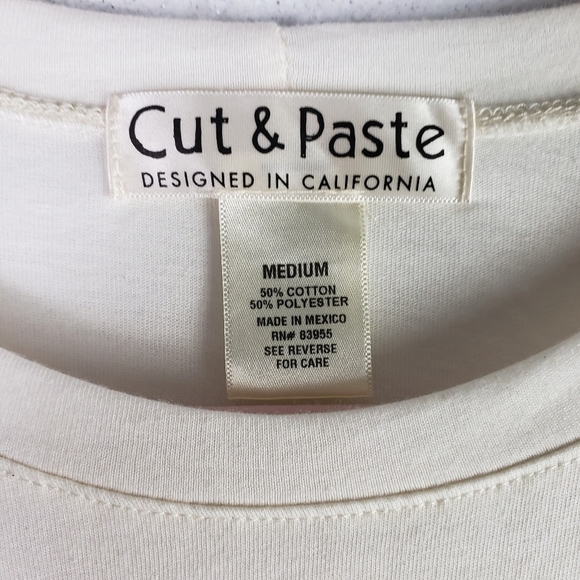 Cut & Paste
DESIGNED IN CALIFORNIA
MEDIUM
50% COTTON
50% POLYESTER
MADE IN MEXICO
RN# 83955
SEE REVERSE
FOR CARE